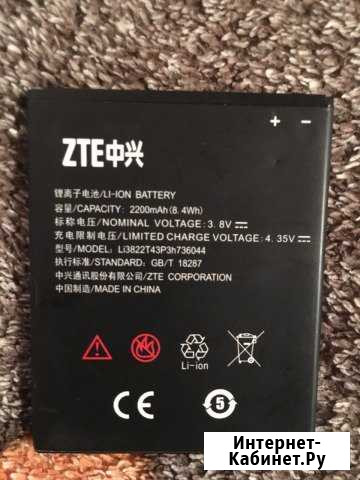 + −
ZTE中兴
锂离子电池/LI-ION BATTERY
容量/CAPACITY: 2200mAh(8.4Wh)
标称电压/NOMINAL VOLTAGE: 3.8V⎓
充电限制电压/LIMITED CHARGE VOLTAGE: 4.35V⎓
型号/MODEL: Li3822T43P3h736044
执行标准/STANDARD: GB/T 18287
中兴通讯股份有限公司/ZTE CORPORATION
中国制造/MADE IN CHINA
Li-ion
CE
5
Интернет-
Кабинет.Ру